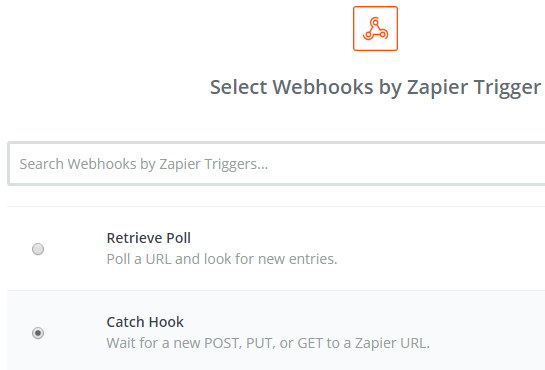 Select Webhooks by Zapier Trigger
Search Webhooks by Zapier Triggers...
Retrieve Poll
Poll a URL and look for new entries.
Catch Hook
Wait for a new POST, PUT, or GET to a Zapier URL.